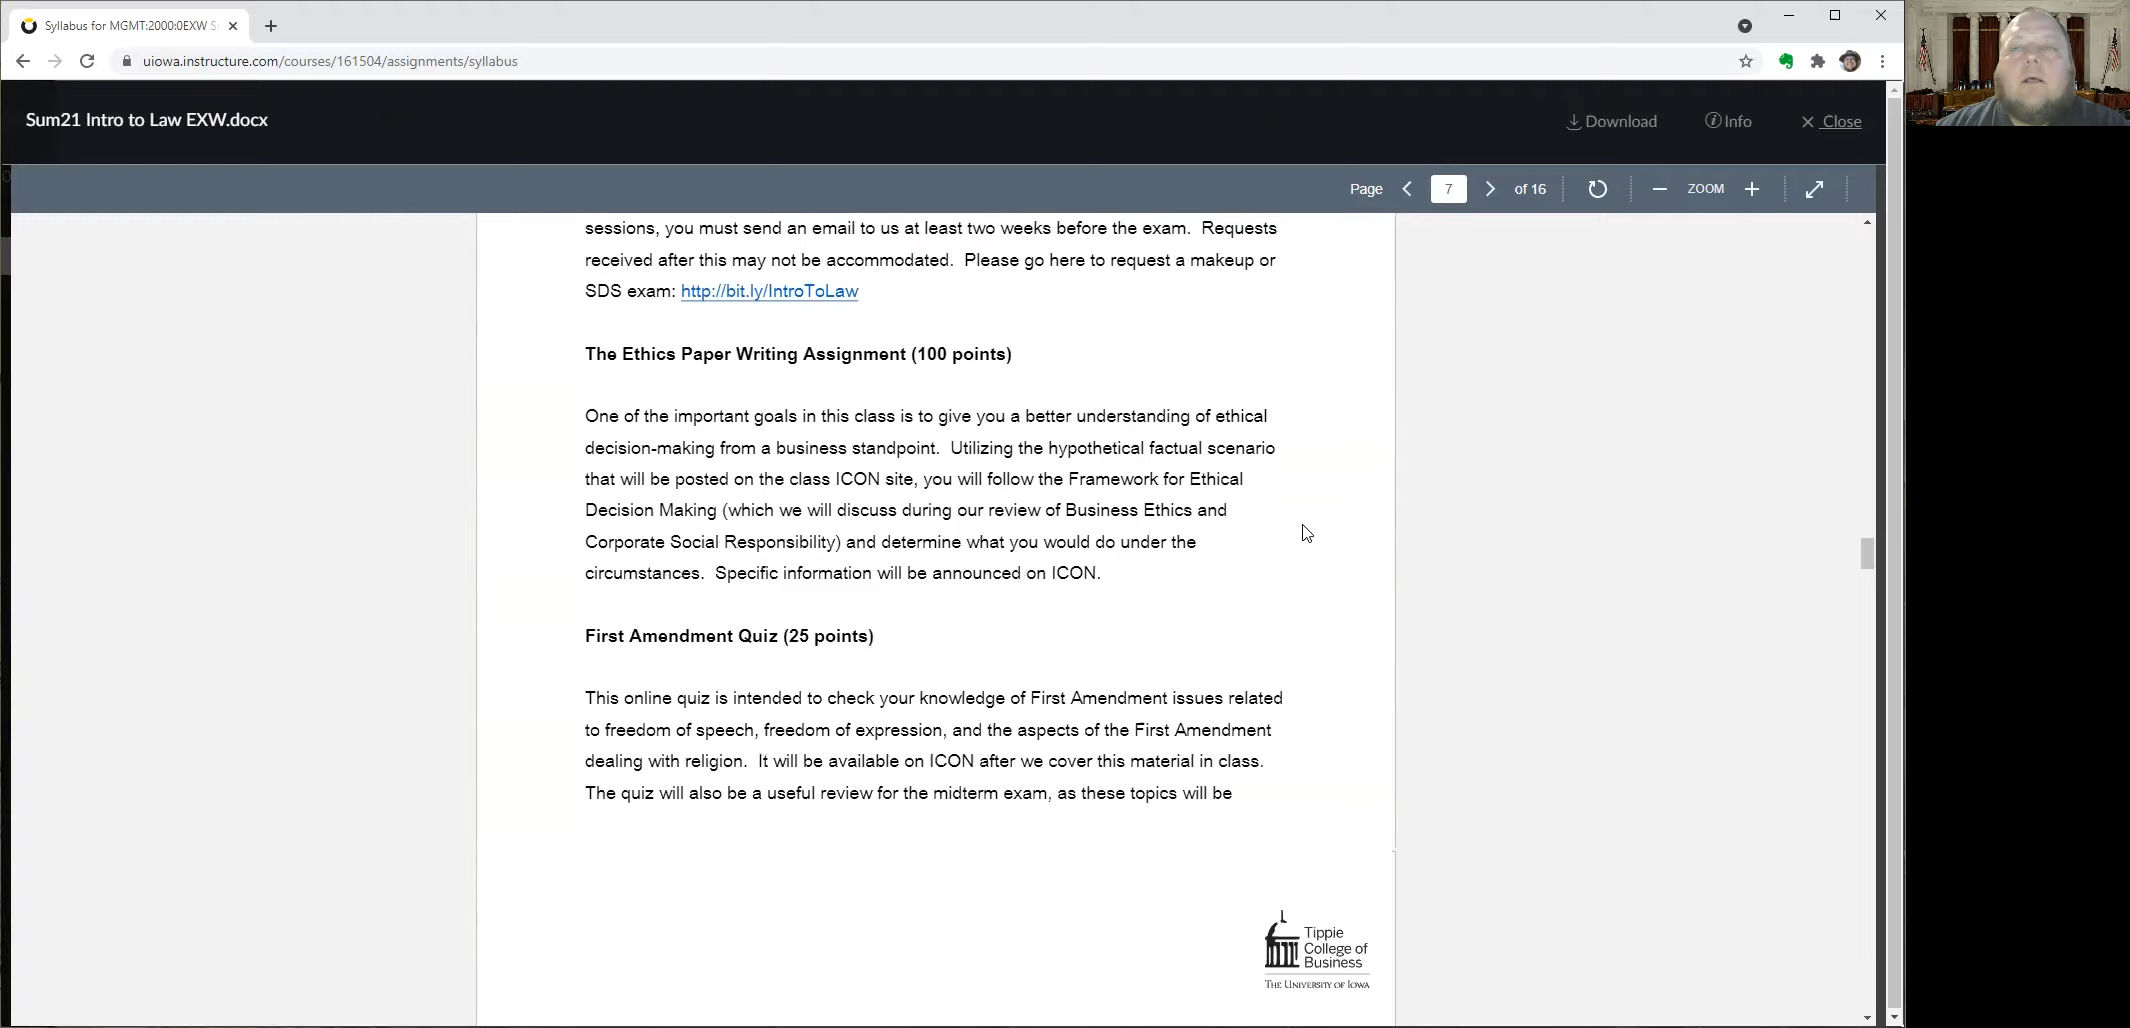 Syllabus for MGMT:2000:0EXW S
uiowa.instructure.com/courses/161504/assignments/syllabus
Sum21 Intro to Law EXW.docx
Download
Info
Close
Page
7
of 16
ZOOM
sessions, you must send an email to us at least two weeks before the exam.  Requests
received after this may not be accommodated.  Please go here to request a makeup or
SDS exam: http://bit.ly/IntroToLaw
The Ethics Paper Writing Assignment (100 points)
One of the important goals in this class is to give you a better understanding of ethical
decision-making from a business standpoint.  Utilizing the hypothetical factual scenario
that will be posted on the class ICON site, you will follow the Framework for Ethical
Decision Making (which we will discuss during our review of Business Ethics and
Corporate Social Responsibility) and determine what you would do under the
circumstances.  Specific information will be announced on ICON.
First Amendment Quiz (25 points)
This online quiz is intended to check your knowledge of First Amendment issues related
to freedom of speech, freedom of expression, and the aspects of the First Amendment
dealing with religion.  It will be available on ICON after we cover this material in class.
The quiz will also be a useful review for the midterm exam, as these topics will be
Tippie
College of
Business
THE UNIVERSITY OF IOWA